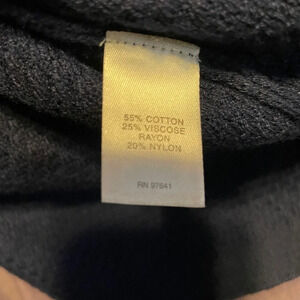 55% COTTON
25% VISCOSE
RAYON
20% NYLON
RN 97841